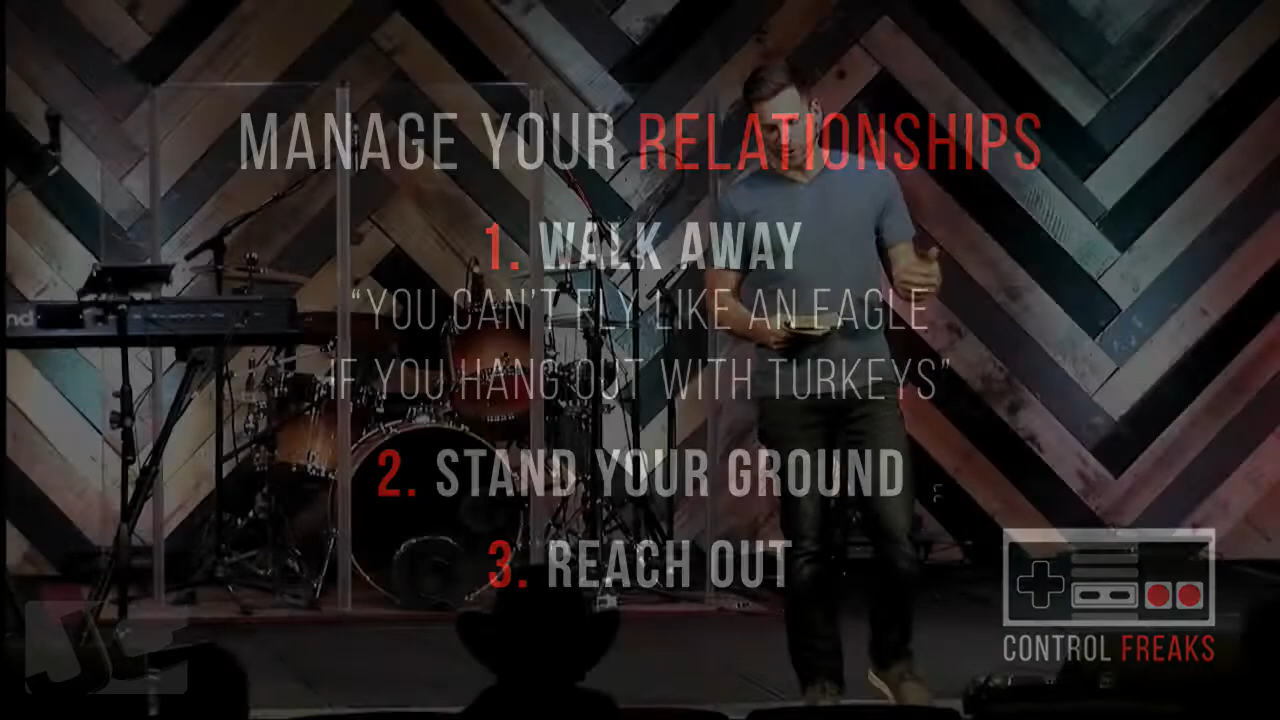 MANAGE YOUR RELATIONSHIPS
1. WALK AWAY
“YOU CAN'T FLY LIKE AN EAGLE
IF YOU HANG OUT WITH TURKEYS”
2. STAND YOUR GROUND
3. REACH OUT
CONTROL FREAKS